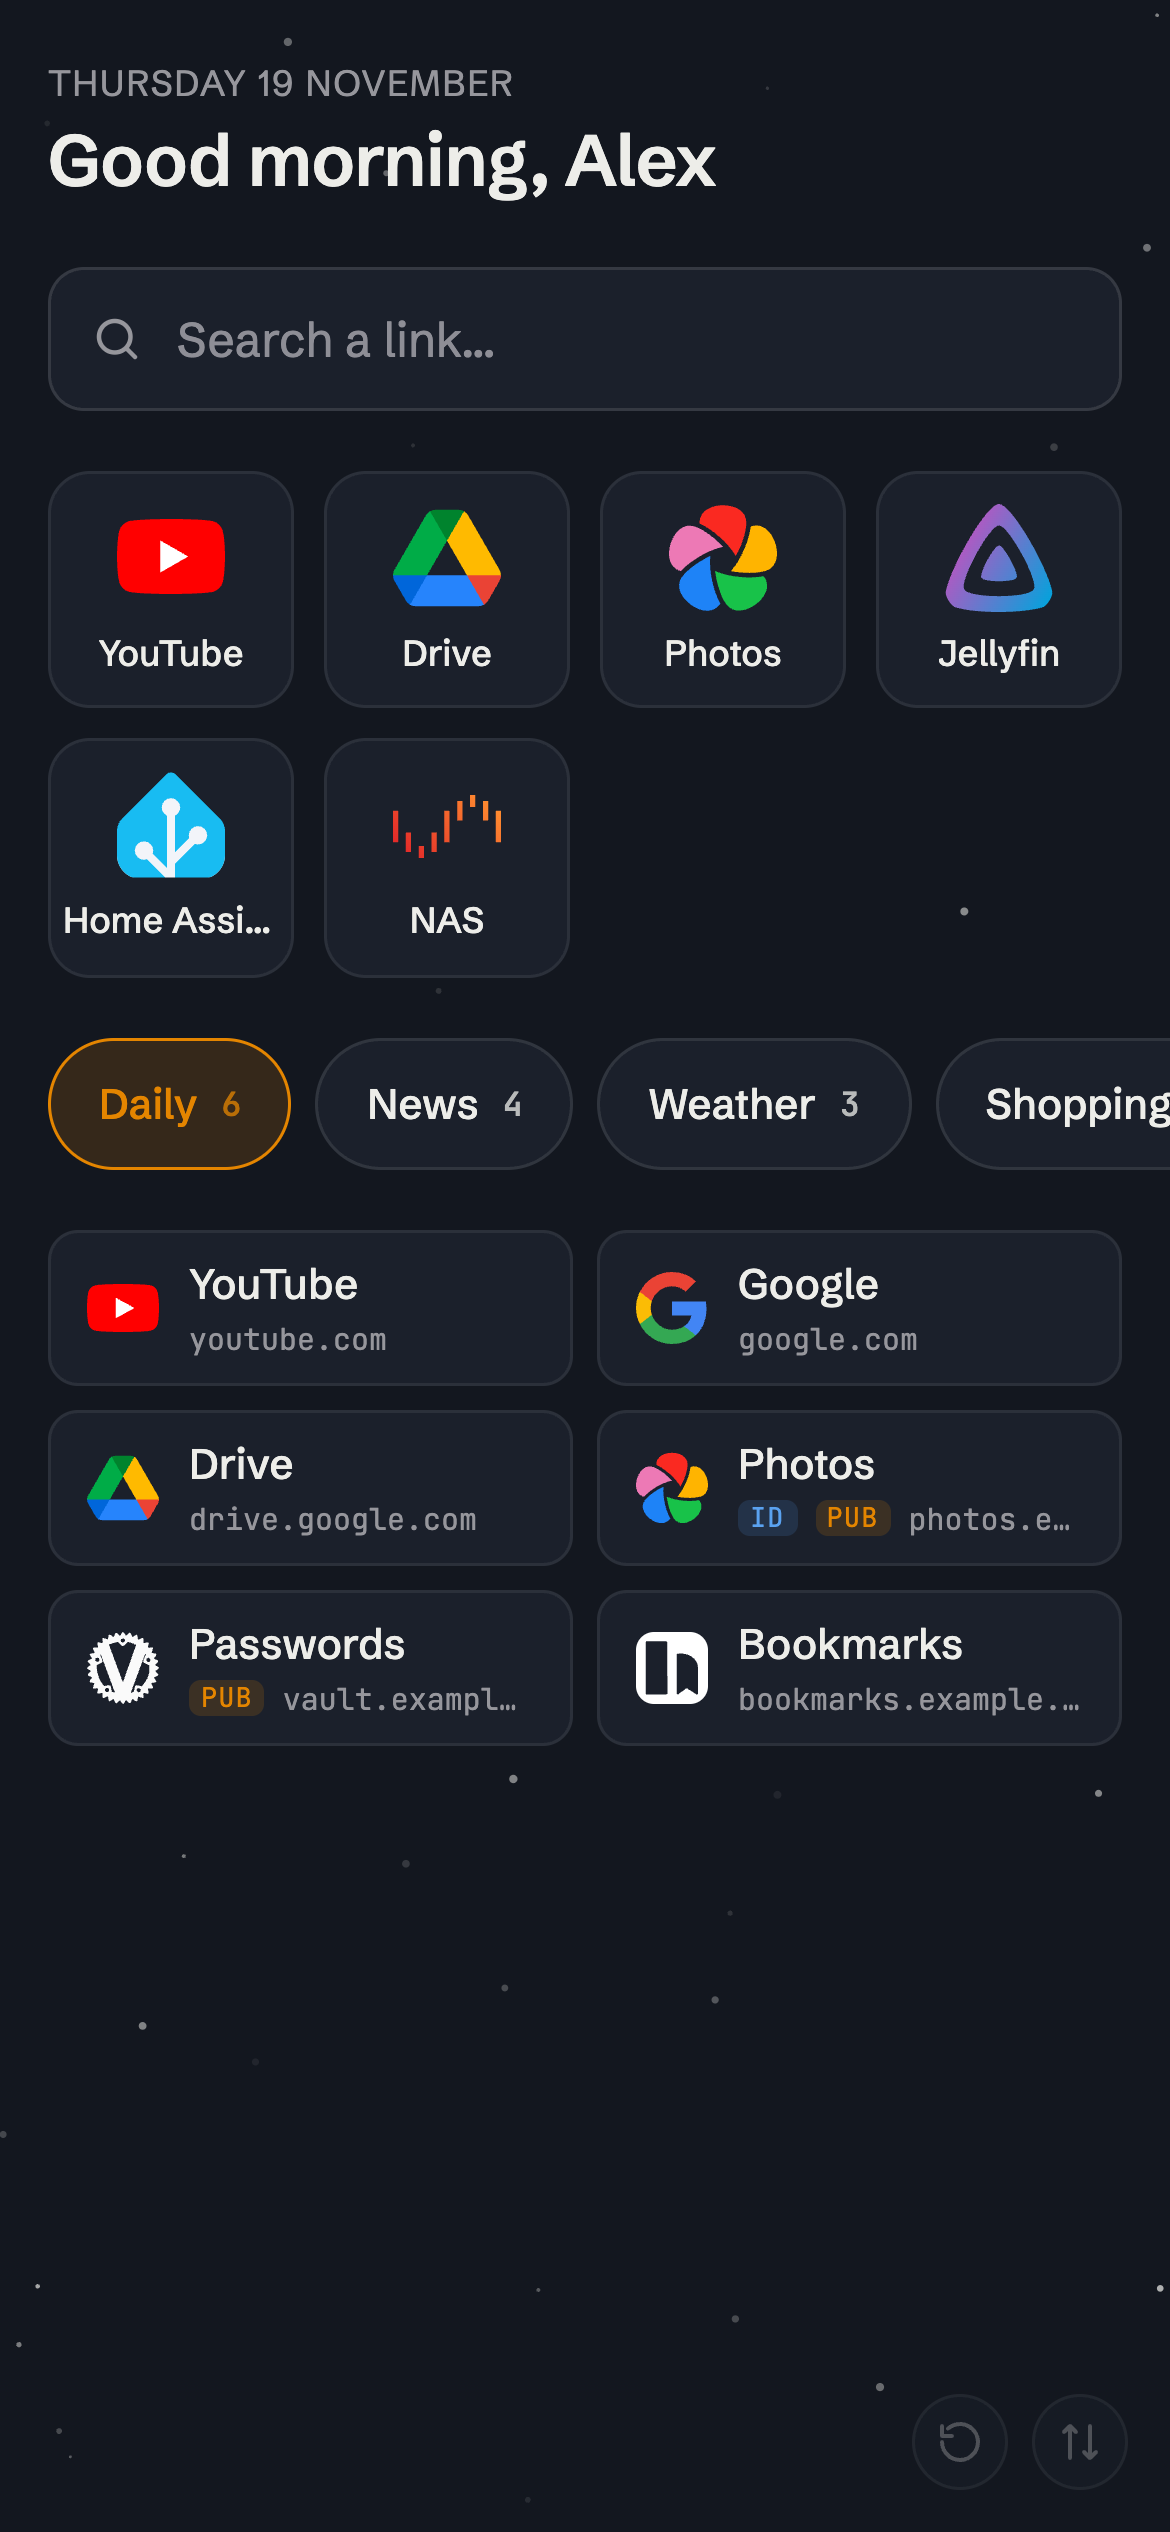 THURSDAY 19 NOVEMBER
Good morning, Alex
Search a link…
YouTube
Drive
Photos
Jellyfin
Home Assi…
NAS
Daily 6
News 4
Weather 3
Shopping
YouTube
youtube.com
Google
google.com
Drive
drive.google.com
Photos
ID PUB photos.e…
Passwords
PUB vault.exampl…
Bookmarks
bookmarks.example.…